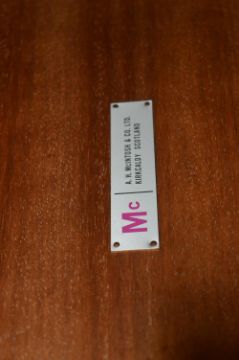 Mc
A. H. McINTOSH & CO. LTD.
KIRKCALDY SCOTLAND